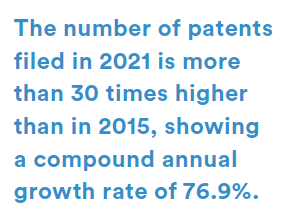 The number of patents
filed in 2021 is more
than 30 times higher
than in 2015, showing
a compound annual
growth rate of 76.9%.